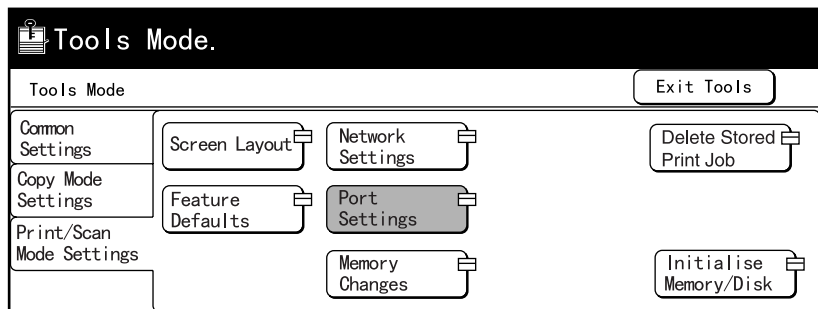 Tools Mode.
Tools Mode
Exit Tools
Common
Settings
Copy Mode
Settings
Print/Scan
Mode Settings
Screen Layout
Feature
Defaults
Network
Settings
Port
Settings
Memory
Changes
Delete Stored
Print Job
Initialise
Memory/Disk